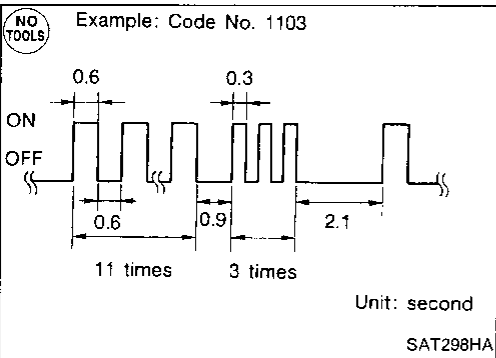 NO TOOLS
Example: Code No. 1103
0.6
0.3
ON
OFF
0.6
0.9
2.1
11 times
3 times
Unit: second
SAT298HA